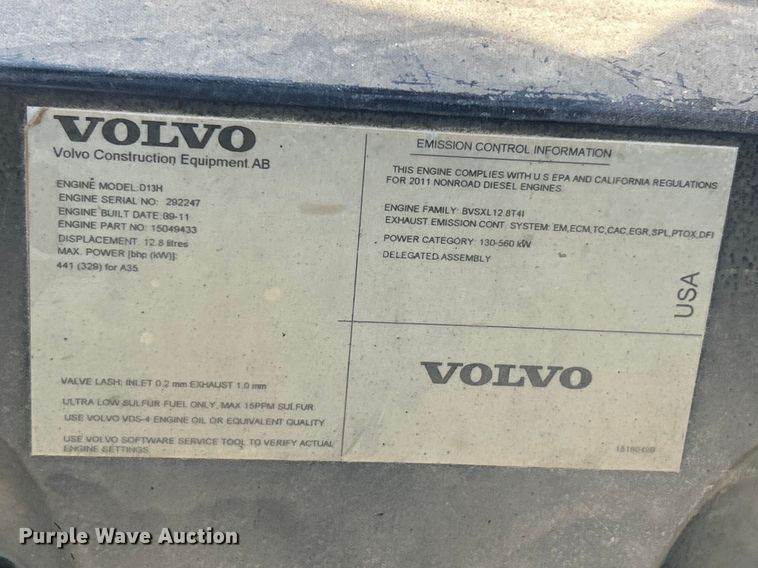 VOLVO
Volvo Construction Equipment AB
ENGINE MODEL:D13H
ENGINE SERIAL NO: 292247
ENGINE BUILT DATE: 09-11
ENGINE PART NO: 15049433
DISPLACEMENT: 12.8 litres
MAX. POWER [bhp (kW)]:
441 (329) for A35
VALVE LASH: INLET 0.2 mm EXHAUST 1.0 mm
ULTRA LOW SULFUR FUEL ONLY, MAX 15PPM SULFUR
USE VOLVO VDS-4 ENGINE OIL OR EQUIVALENT QUALITY
USE VOLVO SOFTWARE SERVICE TOOL TO VERIFY ACTUAL
ENGINE SETTINGS.
EMISSION CONTROL INFORMATION
THIS ENGINE COMPLIES WITH U S EPA AND CALIFORNIA REGULATIONS
FOR 2011 NONROAD DIESEL ENGINES.
ENGINE FAMILY: BVSXL12.8T4I
EXHAUST EMISSION CONT. SYSTEM: EM,ECM,TC,CAC,EGR,SPL,PTOX,DFI
POWER CATEGORY: 130-560 kW
DELEGATED ASSEMBLY
USA
VOLVO
Purple Wave Auction